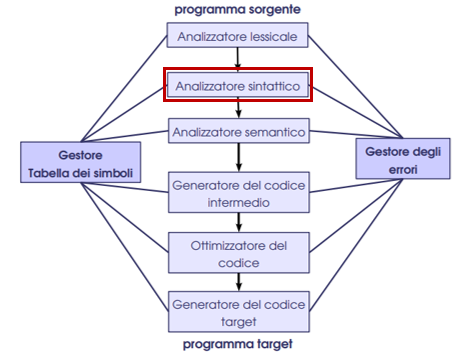 programma sorgente
Analizzatore lessicale
Analizzatore sintattico
Analizzatore semantico
Gestore
Tabella dei simboli
Gestore degli
errori
Generatore del codice
intermedio
Ottimizzatore del
codice
Generatore del codice
target
programma target